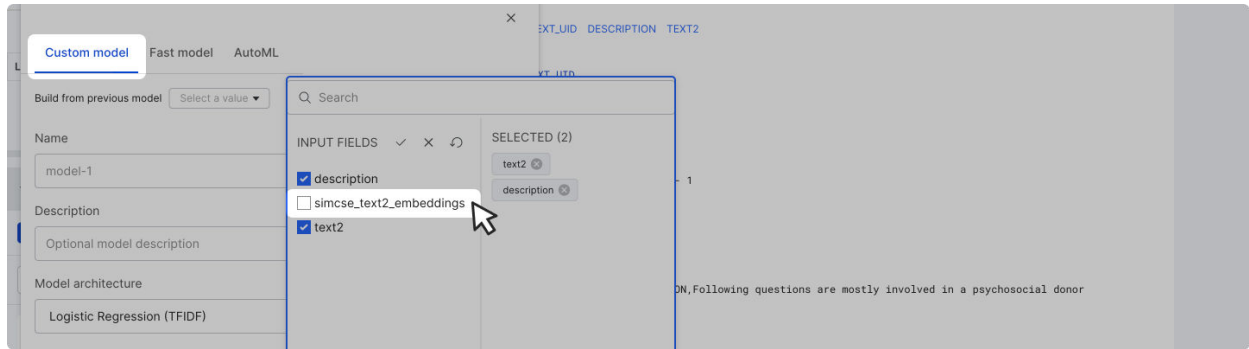 EXT_UID DESCRIPTION TEXT2
Custom model Fast model AutoML
L
EXT_UID
Build from previous model Select a value
Search
Name
INPUT FIELDS
SELECTED (2)
model-1
text2
description
description
- 1
simcse_text2_embeddings
Description
text2
Optional model description
Model architecture
ON,Following questions are mostly involved in a psychosocial donor
Logistic Regression (TFIDF)